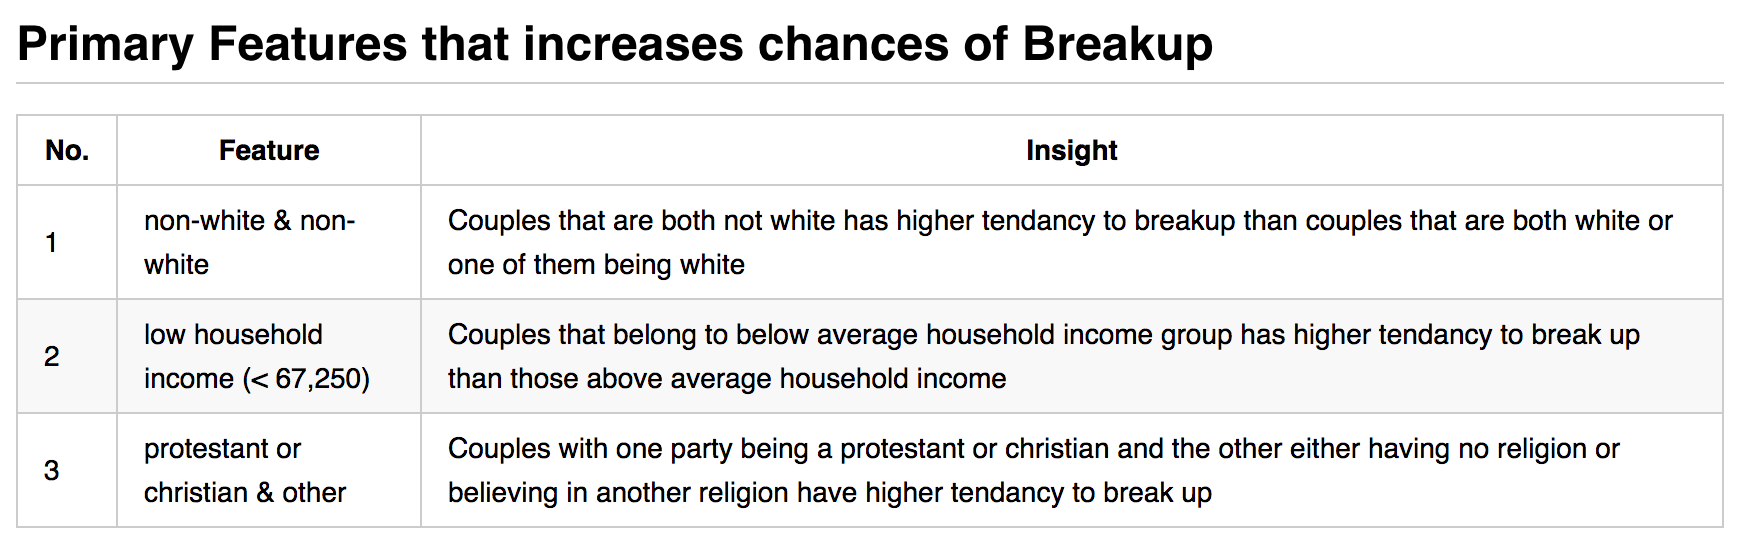 Primary Features that increases chances of Breakup
No. Feature Insight
1
non-white & non-
white
Couples that are both not white has higher tendancy to breakup than couples that are both white or
one of them being white
2
low household
income (< 67,250)
Couples that belong to below average household income group has higher tendancy to break up
than those above average household income
3
protestant or
christian & other
Couples with one party being a protestant or christian and the other either having no religion or
believing in another religion have higher tendancy to break up